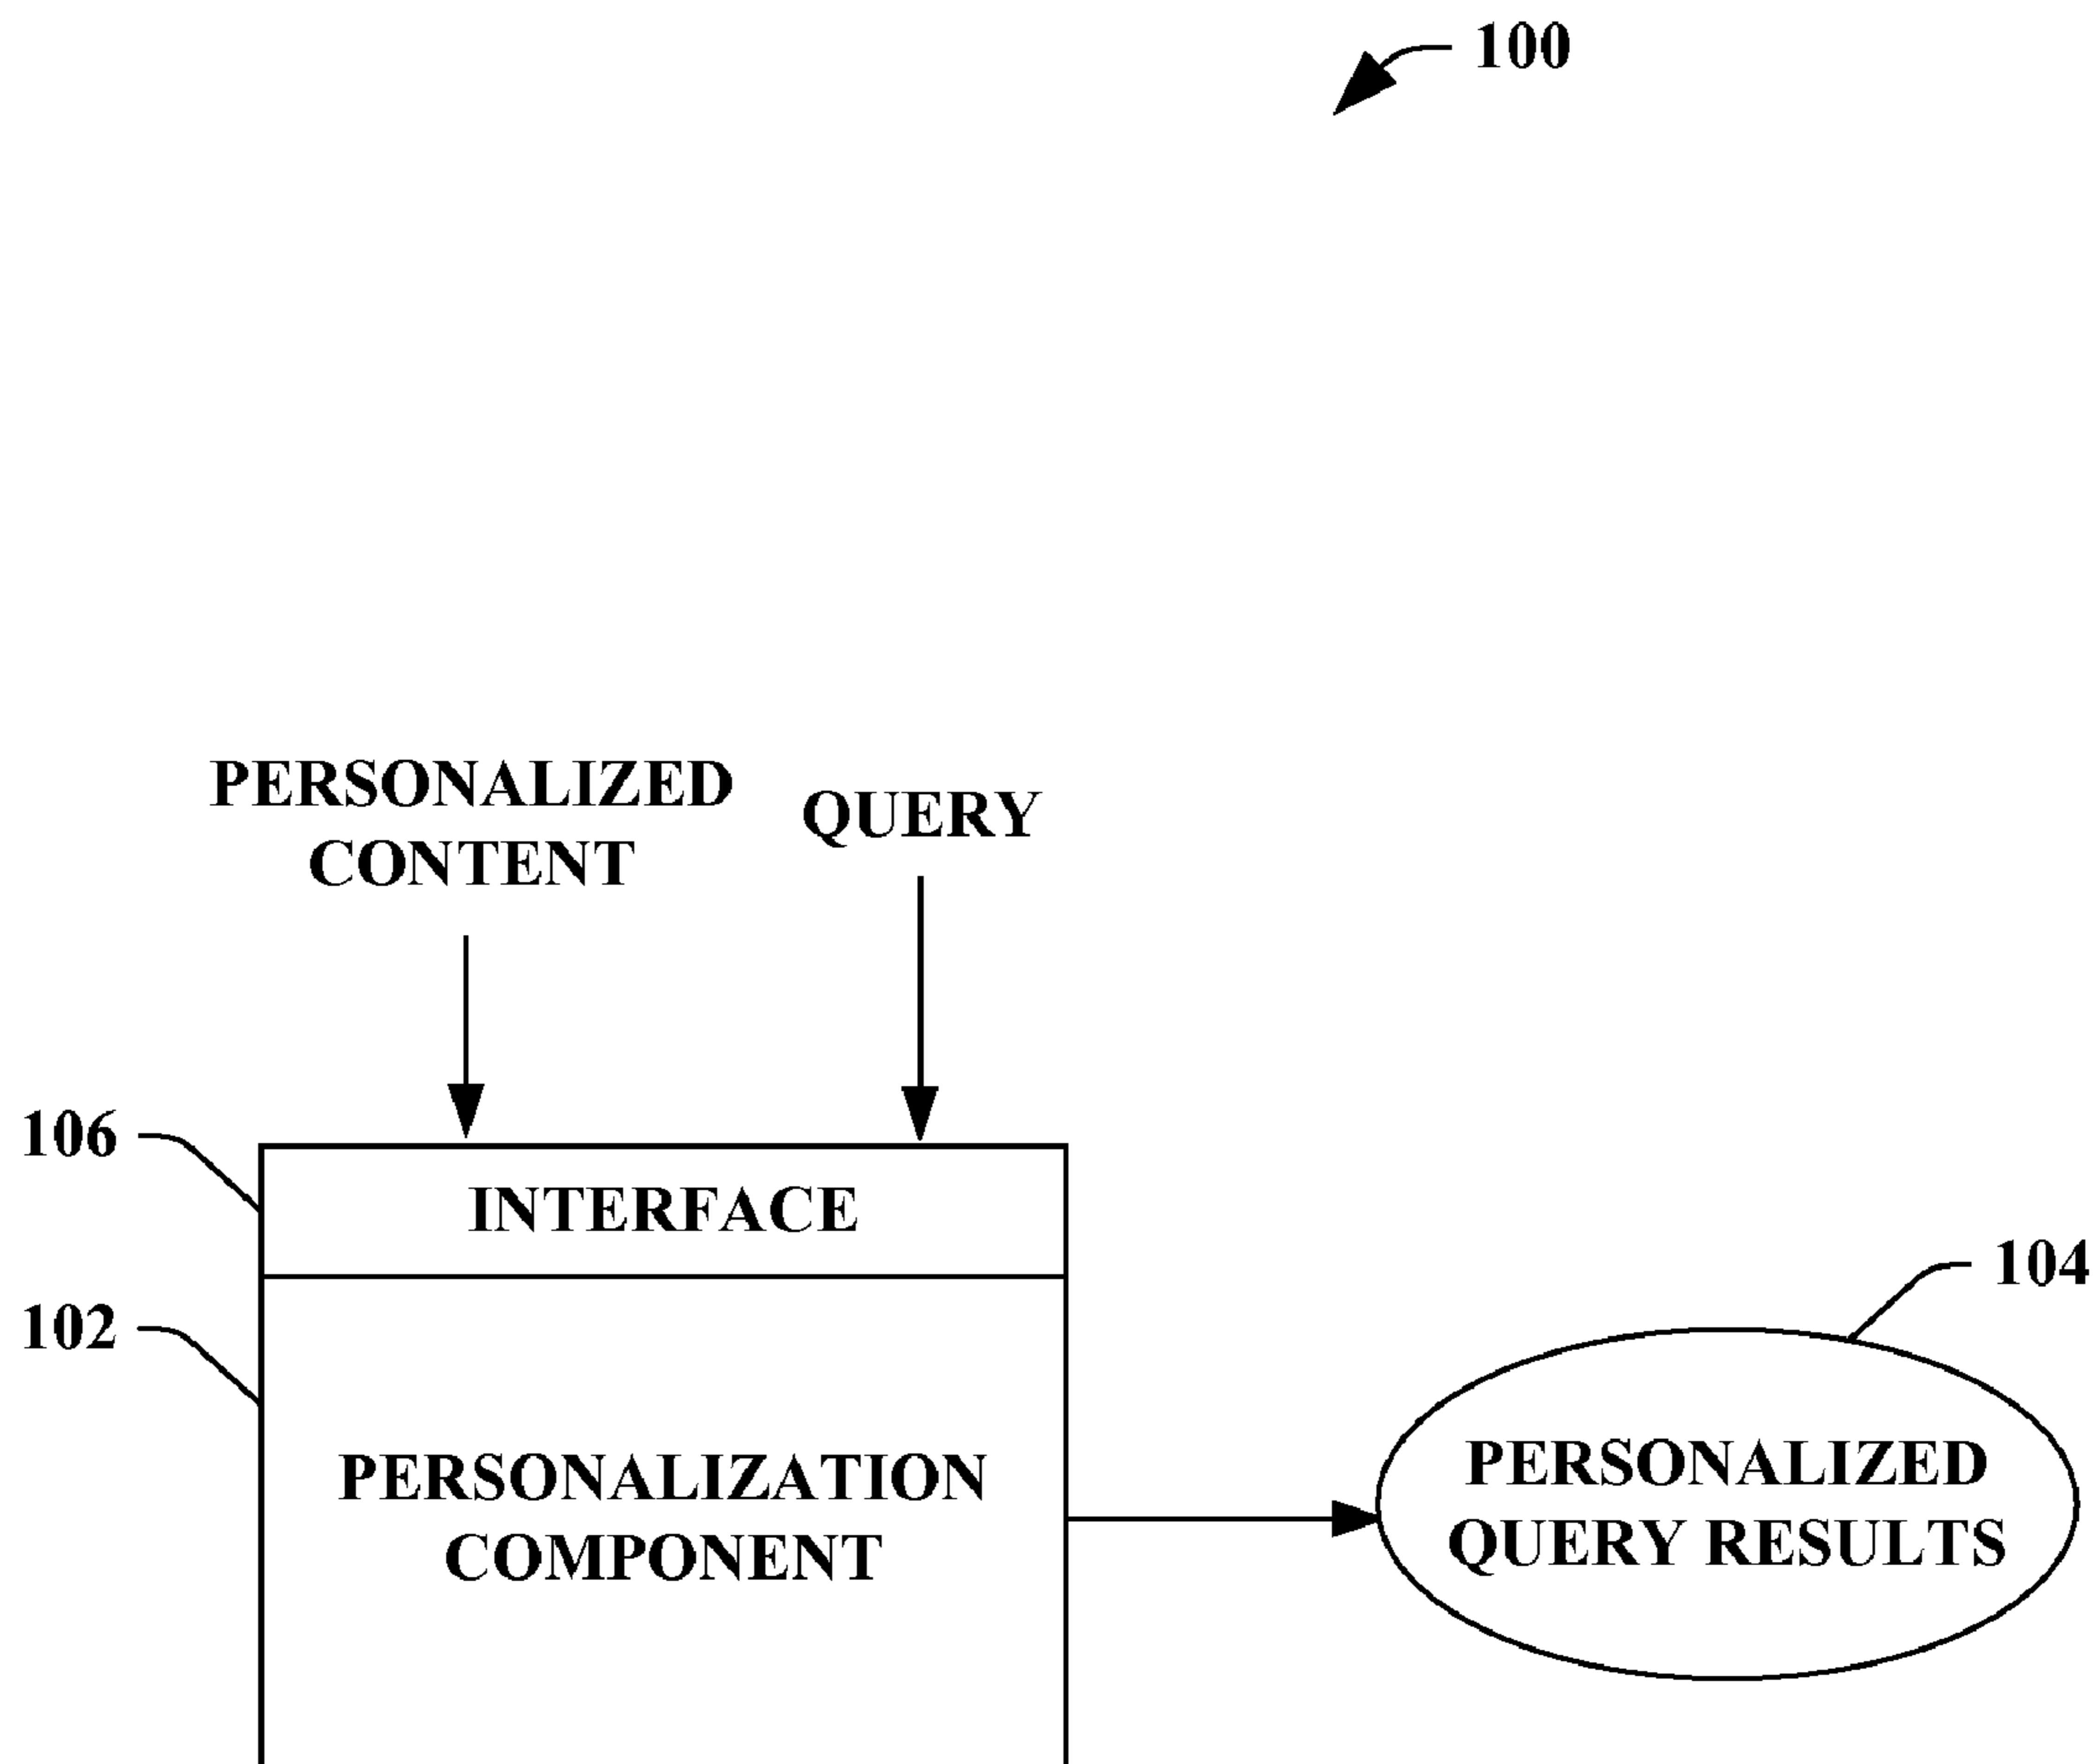 100
PERSONALIZED
CONTENT
QUERY
106
INTERFACE
102
104
PERSONALIZATION
COMPONENT
PERSONALIZED
QUERY RESULTS